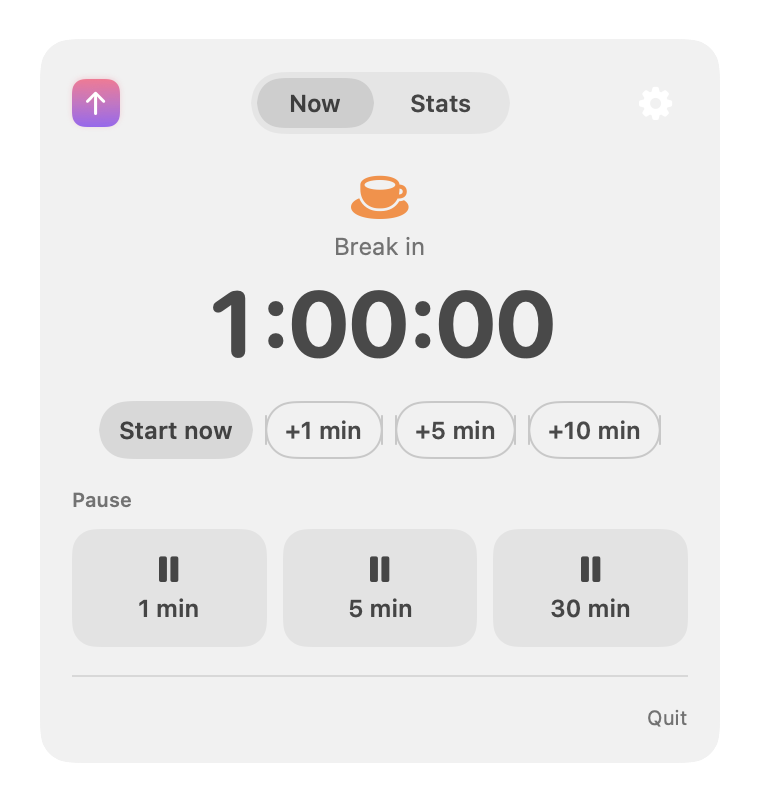 Now Stats
Break in
1:00:00
Start now +1 min +5 min +10 min
Pause
1 min 5 min 30 min
Quit